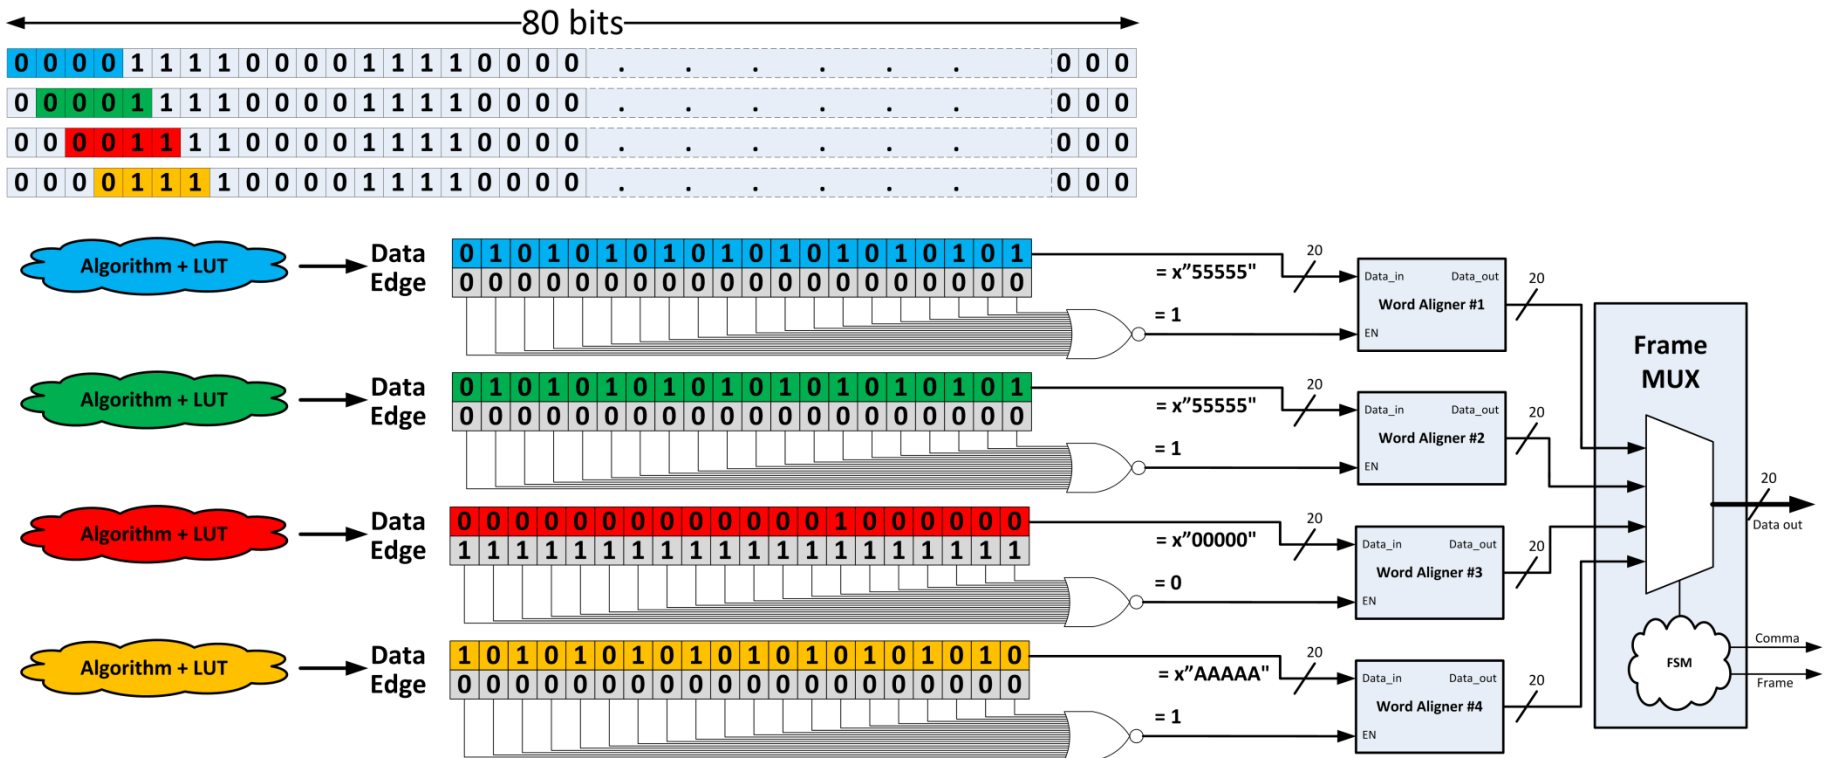 80 bits
0 0 0 0 1 1 1 1 0 0 0 0 1 1 1 1 0 0 0 0 . . . . . . 0 0 0
0 0 0 0 1 1 1 1 0 0 0 0 1 1 1 1 0 0 0 0 . . . . . . 0 0 0
0 0 0 0 1 1 1 1 0 0 0 0 1 1 1 1 0 0 0 0 . . . . . . 0 0 0
0 0 0 0 1 1 1 1 0 0 0 0 1 1 1 1 0 0 0 0 . . . . . . 0 0 0
Algorithm + LUT
Data 0 1 0 1 0 1 0 1 0 1 0 1 0 1 0 1 0 1 0 1
Edge 0 0 0 0 0 0 0 0 0 0 0 0 0 0 0 0 0 0 0 0
= x”55555"
= 1
20
Data_in Data_out
Word Aligner #1
EN
20
Algorithm + LUT
Data 0 1 0 1 0 1 0 1 0 1 0 1 0 1 0 1 0 1 0 1
Edge 0 0 0 0 0 0 0 0 0 0 0 0 0 0 0 0 0 0 0 0
= x”55555"
= 1
20
Data_in Data_out
Word Aligner #2
EN
20
Algorithm + LUT
Data 0 0 0 0 0 0 0 0 0 0 0 0 0 1 0 0 0 0 0 0
Edge 1 1 1 1 1 1 1 1 1 1 1 1 1 1 1 1 1 1 1 1
= x”00000"
= 0
20
Data_in Data_out
Word Aligner #3
EN
20
Algorithm + LUT
Data 1 0 1 0 1 0 1 0 1 0 1 0 1 0 1 0 1 0 1 0
Edge 0 0 0 0 0 0 0 0 0 0 0 0 0 0 0 0 0 0 0 0
= x”AAAAA"
= 1
20
Data_in Data_out
Word Aligner #4
EN
20
Frame
MUX
20
Data out
FSM
Comma
Frame